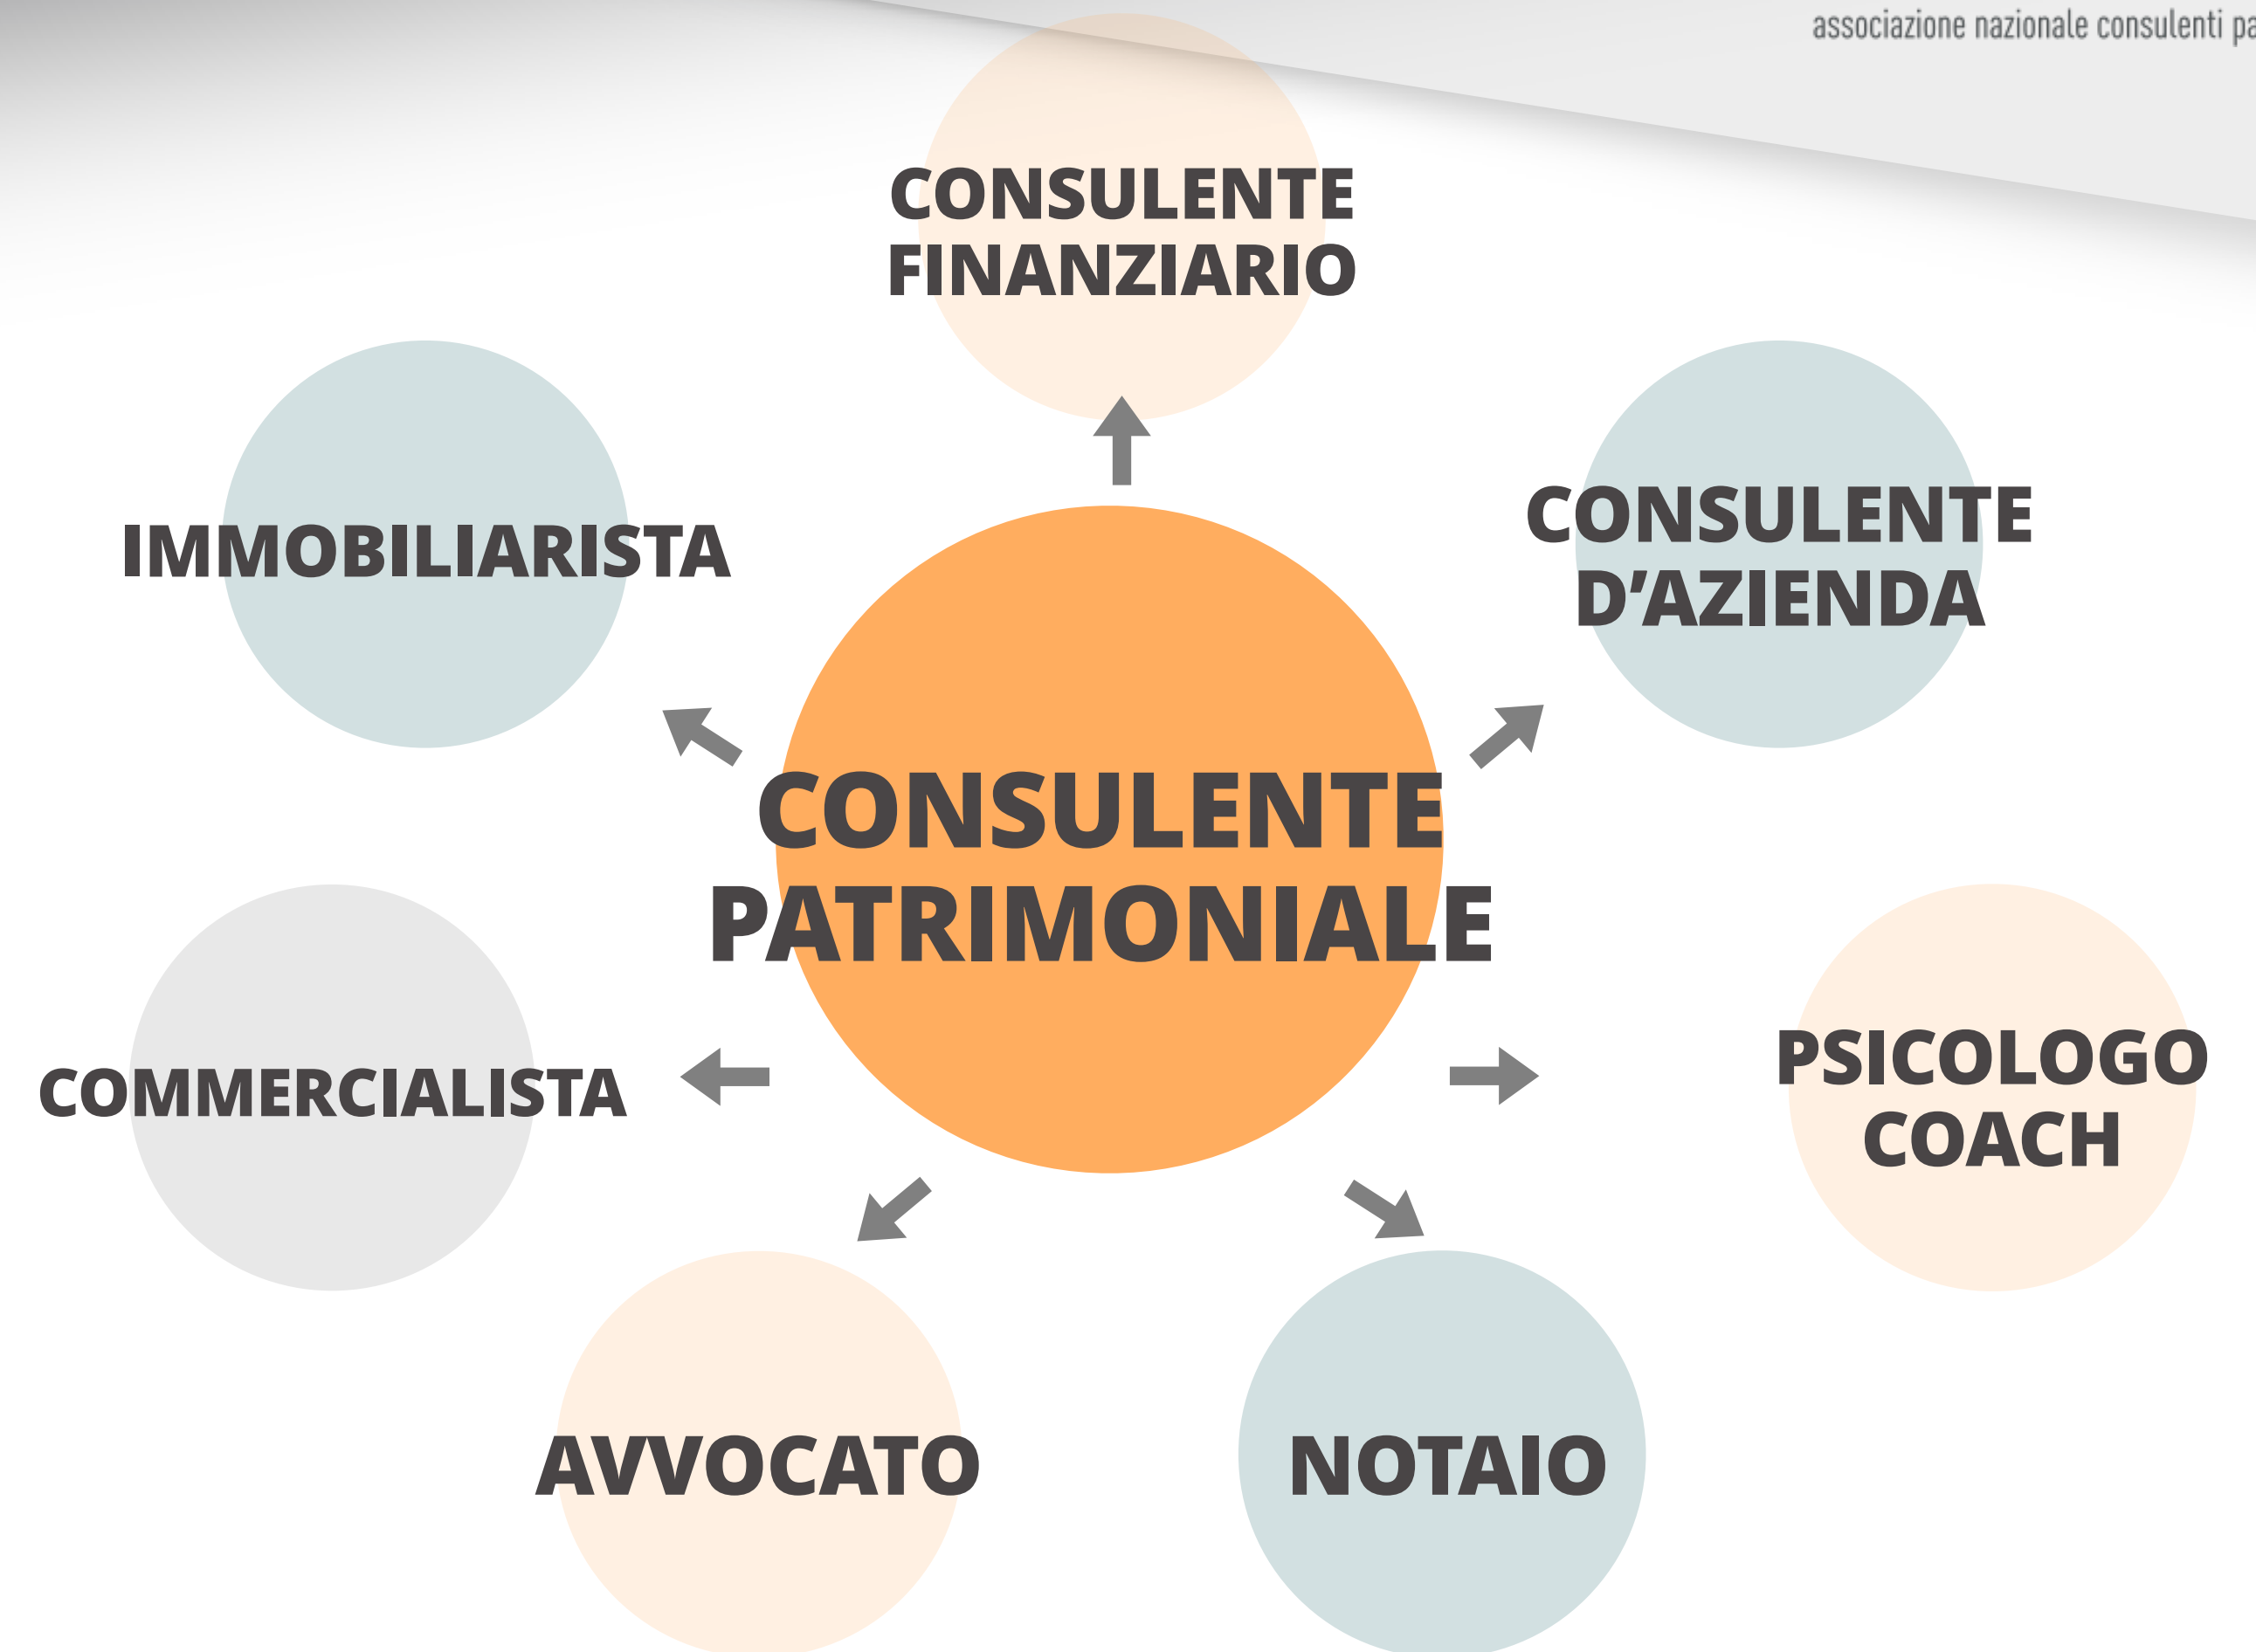 associazione nazionale consulenti
CONSULENTE
FINANZIARIO
IMMOBILIARISTA
CONSULENTE
D’AZIENDA
CONSULENTE
PATRIMONIALE
COMMERCIALISTA
PSICOLOGO
COACH
AVVOCATO
NOTAIO